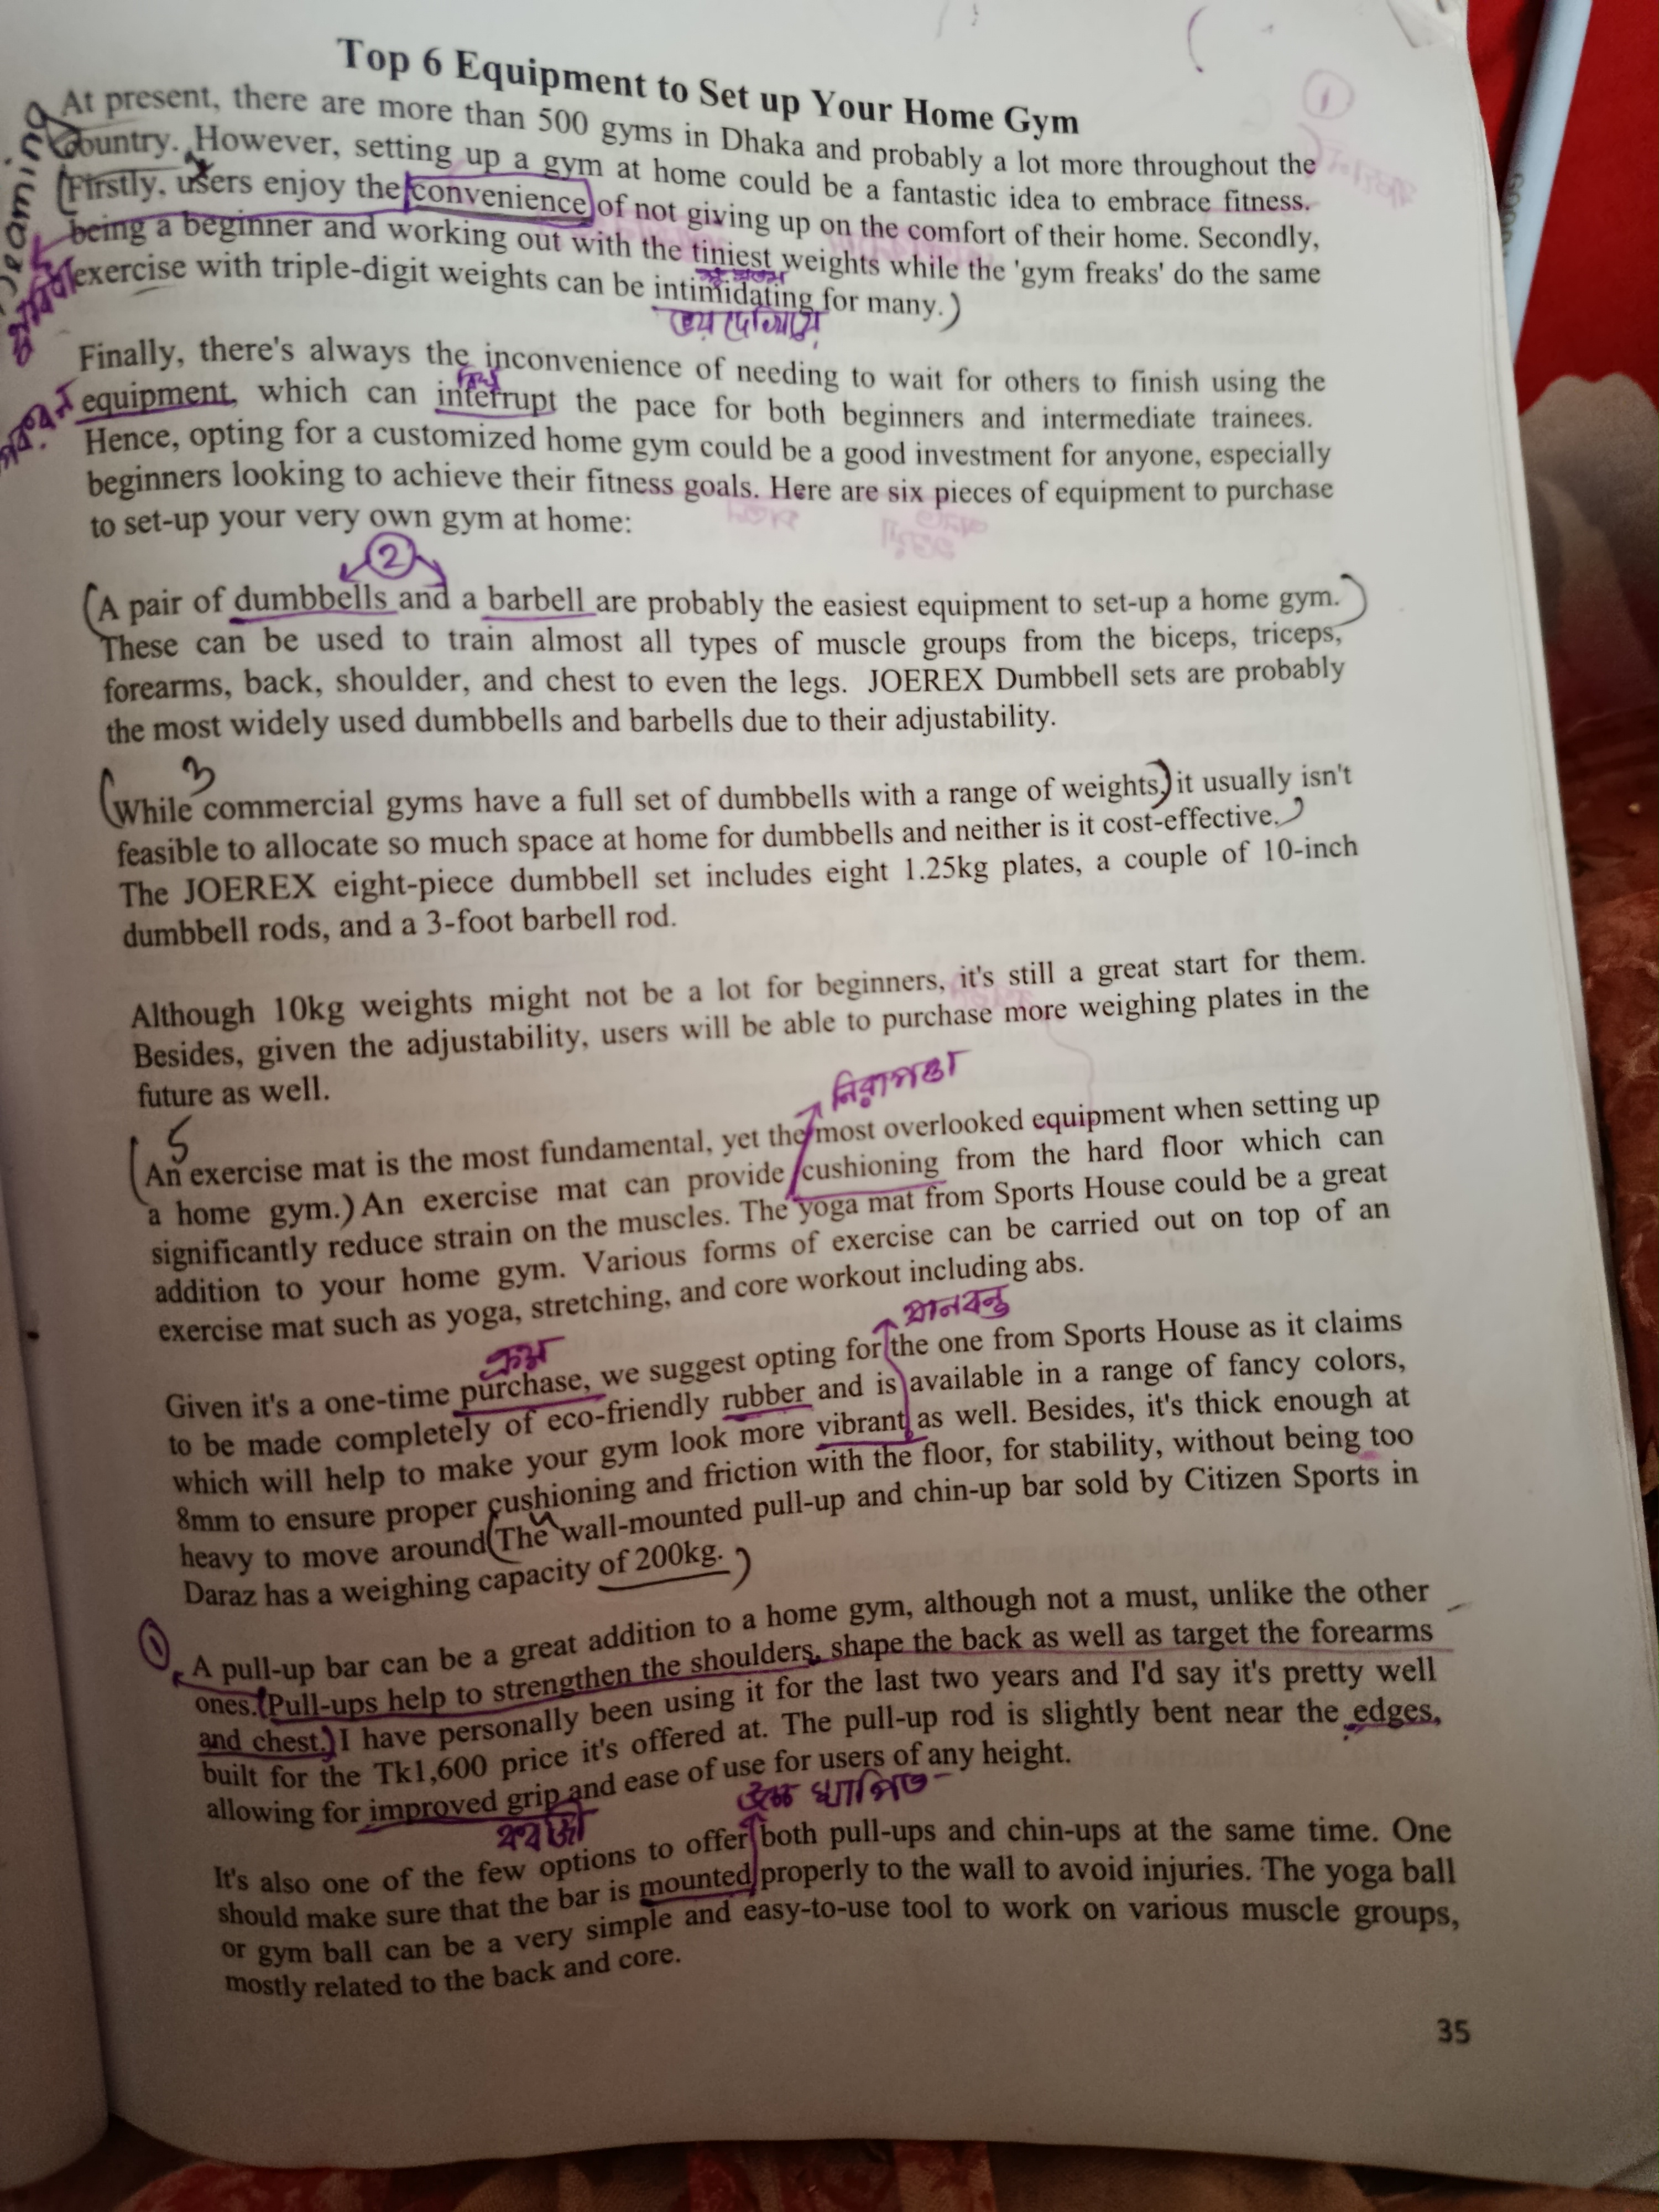 Top 6 Equipment to Set up Your Home Gym
At present, there are more than 500 gyms in Dhaka and probably a lot more throughout the
country. However, setting up a gym at home could be a fantastic idea to embrace fitness.
(Firstly, users enjoy the convenience of not giving up on the comfort of their home. Secondly,
being a beginner and working out with the tiniest weights while the 'gym freaks' do the same
exercise with triple-digit weights can be intimidating for many.)
Finally, there's always the inconvenience of needing to wait for others to finish using the
equipment, which can interrupt the pace for both beginners and intermediate trainees.
Hence, opting for a customized home gym could be a good investment for anyone, especially
beginners looking to achieve their fitness goals. Here are six pieces of equipment to purchase
to set-up your very own gym at home:
2
(A pair of dumbbells and a barbell are probably the easiest equipment to set-up a home gym.)
These can be used to train almost all types of muscle groups from the biceps, triceps,
forearms, back, shoulder, and chest to even the legs. JOEREX Dumbbell sets are probably
the most widely used dumbbells and barbells due to their adjustability.
3
(While commercial gyms have a full set of dumbbells with a range of weights,) it usually isn't
feasible to allocate so much space at home for dumbbells and neither is it cost-effective.)
The JOEREX eight-piece dumbbell set includes eight 1.25kg plates, a couple of 10-inch
dumbbell rods, and a 3-foot barbell rod.
Although 10kg weights might not be a lot for beginners, it's still a great start for them.
Besides, given the adjustability, users will be able to purchase more weighing plates in the
future as well.
নিরাপত্তা
5
(An exercise mat is the most fundamental, yet the most overlooked equipment when setting up
a home gym.) An exercise mat can provide cushioning from the hard floor which can
significantly reduce strain on the muscles. The yoga mat from Sports House could be a great
addition to your home gym. Various forms of exercise can be carried out on top of an
exercise mat such as yoga, stretching, and core workout including abs.
প্রানবন্ত
ক্রয়
Given it's a one-time purchase, we suggest opting for the one from Sports House as it claims
to be made completely of eco-friendly rubber and is available in a range of fancy colors,
which will help to make your gym look more vibrant as well. Besides, it's thick enough at
8mm to ensure proper cushioning and friction with the floor, for stability, without being too
heavy to move around (The wall-mounted pull-up and chin-up bar sold by Citizen Sports in
Daraz has a weighing capacity of 200kg.)
1
A pull-up bar can be a great addition to a home gym, although not a must, unlike the other
ones. (Pull-ups help to strengthen the shoulders, shape the back as well as target the forearms
and chest.) I have personally been using it for the last two years and I'd say it's pretty well
built for the Tk1,600 price it's offered at. The pull-up rod is slightly bent near the edges,
allowing for improved grip and ease of use for users of any height.
It's also one of the few options to offer both pull-ups and chin-ups at the same time. One
should make sure that the bar is mounted properly to the wall to avoid injuries. The yoga ball
or gym ball can be a very simple and easy-to-use tool to work on various muscle groups,
mostly related to the back and core.
35